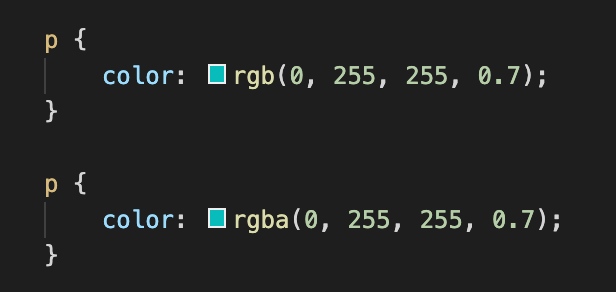 p {
color: rgb(0, 255, 255, 0.7);
}
p {
color: rgba(0, 255, 255, 0.7);
}